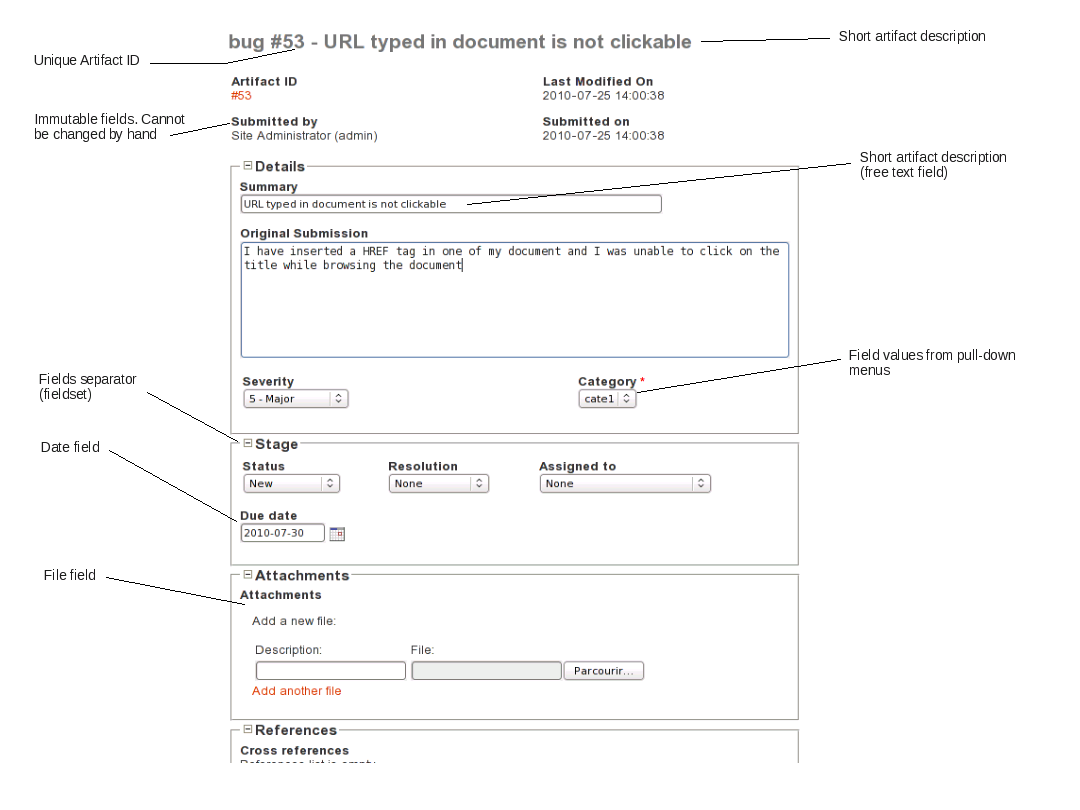 bug #53 - URL typed in document is not clickable
Short artifact description
Unique Artifact ID
Artifact ID
#53
Last Modified On
2010-07-25 14:00:38
Immutable fields. Cannot
be changed by hand
Submitted by
Site Administrator (admin)
Submitted on
2010-07-25 14:00:38
Details
Short artifact description
(free text field)
Summary
URL typed in document is not clickable
Original Submission
I have inserted a HREF tag in one of my document and I was unable to click on the
title while browsing the document
Field values from pull-down
menus
Fields separator
(fieldset)
Severity
5 - Major
Category *
cate1
Date field
Stage
Status
New
Resolution
None
Assigned to
None
Due date
2010-07-30
File field
Attachments
Attachments
Add a new file:
Description:
File:
Parcourir...
Add another file
References
Cross references
References list is empty